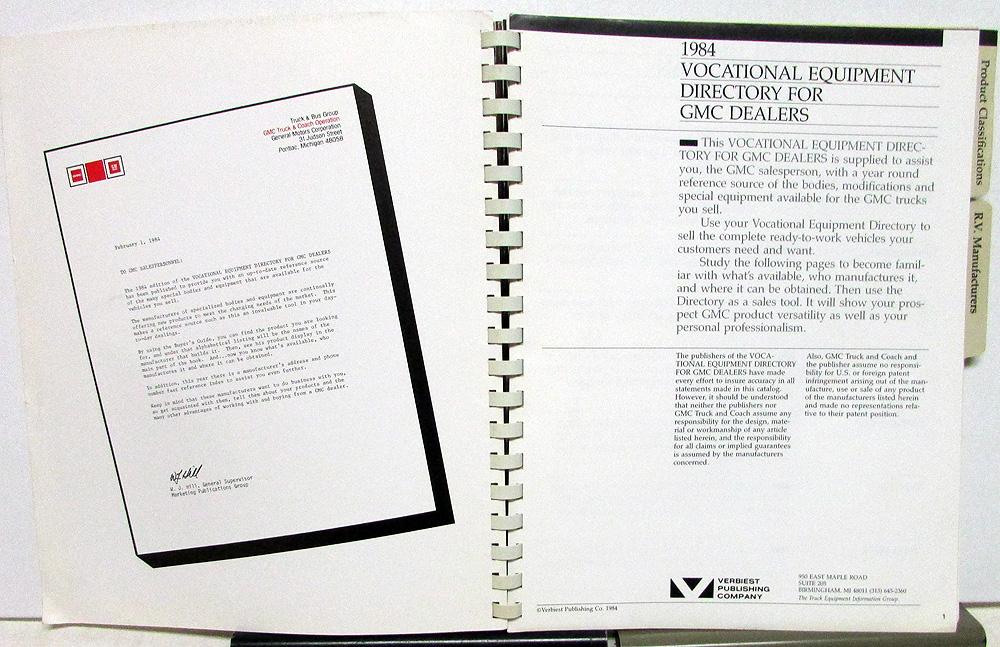 Truck & Bus Group
GMC Truck & Coach Operation
General Motors Corporation
31 Judson Street
Pontiac, Michigan 48058
February 1, 1984
TO GMC SALESPERSONNEL:
The 1984 edition of the VOCATIONAL EQUIPMENT DIRECTORY FOR GMC DEALERS
has been published to provide you with an up-to-date reference source
of the many special bodies and equipment that are available for the
vehicles you sell.
The manufacturers of specialized bodies and equipment are continually
offering new products to meet the changing needs of the market. This
makes a reference source such as this an invaluable tool in your day-
to-day dealings.
By using the Buyer's Guide, you can find the product you are looking
for, and under that alphabetical listing will be the names of the
manufacturer that builds it. Then, see his product display in the
main part of the book. And...now you know what's available, who
manufactures it and where it can be obtained.
In addition, this year there is a manufacturer's address and phone
number fast reference index to assist you even further.
Keep in mind that these manufacturers want to do business with you,
so get acquainted with them, tell them about your products and the
many other advantages of working with and buying from a GMC dealer.
W. J. Hill, General Supervisor
Marketing Publications Group
1984
VOCATIONAL EQUIPMENT
DIRECTORY FOR
GMC DEALERS
This VOCATIONAL EQUIPMENT DIREC-
TORY FOR GMC DEALERS is supplied to assist
you, the GMC salesperson, with a year round
reference source of the bodies, modifications and
special equipment available for the GMC trucks
you sell.
Use your Vocational Equipment Directory to
sell the complete ready-to-work vehicles your
customers need and want.
Study the following pages to become famil-
iar with what's available, who manufactures it,
and where it can be obtained. Then use the
Directory as a sales tool. It will show your pros-
pect GMC product versatility as well as your
personal professionalism.
The publishers of the VOCA-
TIONAL EQUIPMENT DIRECTORY
FOR GMC DEALERS have made
every effort to insure accuracy in all
statements made in this catalog.
However, it should be understood
that neither the publishers nor
GMC Truck and Coach assume any
responsibility for the design, mate-
rial or workmanship of any article
listed herein, and the responsibility
for all claims or implied guarantees
is assumed by the manufacturers
concerned.
Also, GMC Truck and Coach and
the publisher assume no responsi-
bility for U.S. or foreign patent
infringement arising out of the man-
ufacture, use or sale of any product
of the manufacturers listed herein
and made no representations rela-
tive to their patent position.
VERBIEST
PUBLISHING
COMPANY
950 EAST MAPLE ROAD
SUITE 205
BIRMINGHAM, MI 48011 (313) 645-2360
The Truck Equipment Information Group.
©Verbiest Publishing Co. 1984
1
Product Classifications
R.V. Manufacturers